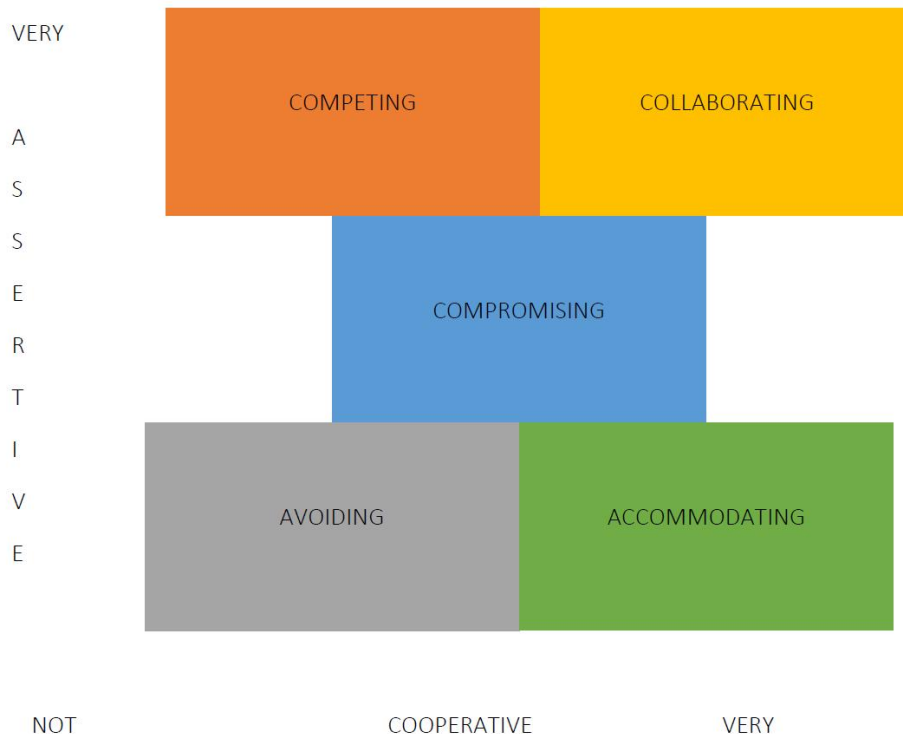 VERY
COMPETING COLLABORATING
A
S
S
E
COMPROMISING
R
T
I
V
AVOIDING ACCOMMODATING
E
NOT COOPERATIVE VERY